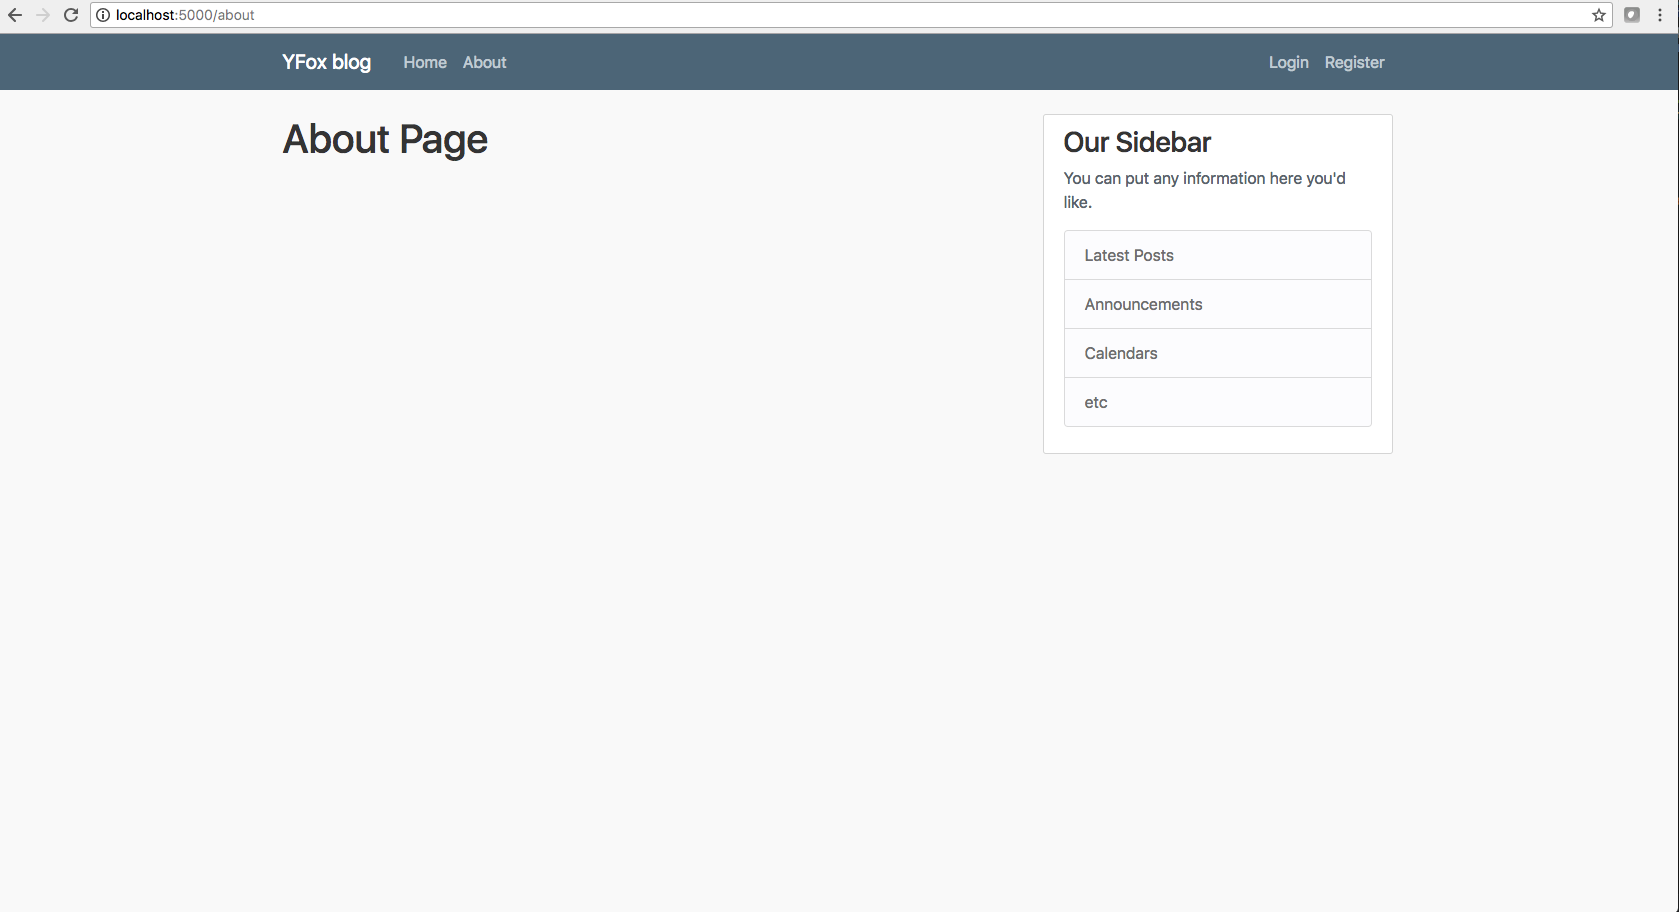 localhost:5000/about
YFox blog Home About Login Register
About Page
Our Sidebar
You can put any information here you'd
like.
Latest Posts
Announcements
Calendars
etc